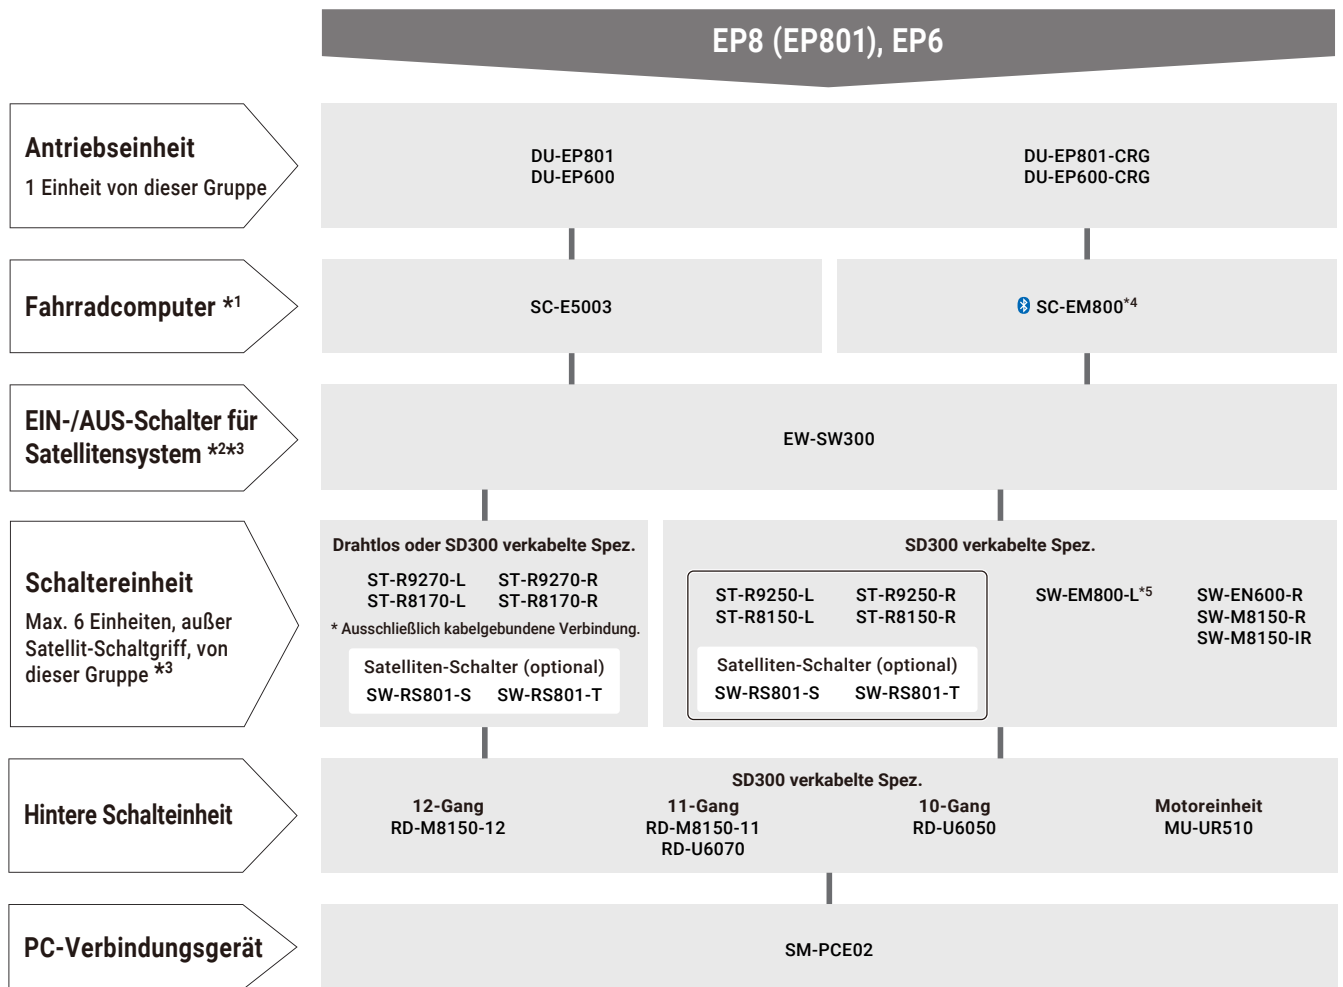 EP8 (EP801), EP6
Antriebseinheit
1 Einheit von dieser Gruppe
DU-EP801
DU-EP600
DU-EP801-CRG
DU-EP600-CRG
Fahrradcomputer *1
SC-E5003
SC-EM800*4
EIN-/AUS-Schalter für
Satellitensystem *2*3
EW-SW300
Schaltereinheit
Max. 6 Einheiten, außer
Satellit-Schaltgriff, von
dieser Gruppe *3
Drahtlos oder SD300 verkabelte Spez.
ST-R9270-L ST-R9270-R
ST-R8170-L ST-R8170-R
* Ausschließlich kabelgebundene Verbindung.
Satelliten-Schalter (optional)
SW-RS801-S SW-RS801-T
SD300 verkabelte Spez.
ST-R9250-L ST-R9250-R
ST-R8150-L ST-R8150-R
Satelliten-Schalter (optional)
SW-RS801-S SW-RS801-T
SW-EM800-L*5
SW-EN600-R
SW-M8150-R
SW-M8150-IR
Hintere Schalteinheit
SD300 verkabelte Spez.
12-Gang
RD-M8150-12
11-Gang
RD-M8150-11
RD-U6070
10-Gang
RD-U6050
Motoreinheit
MU-UR510
PC-Verbindungsgerät
SM-PCE02